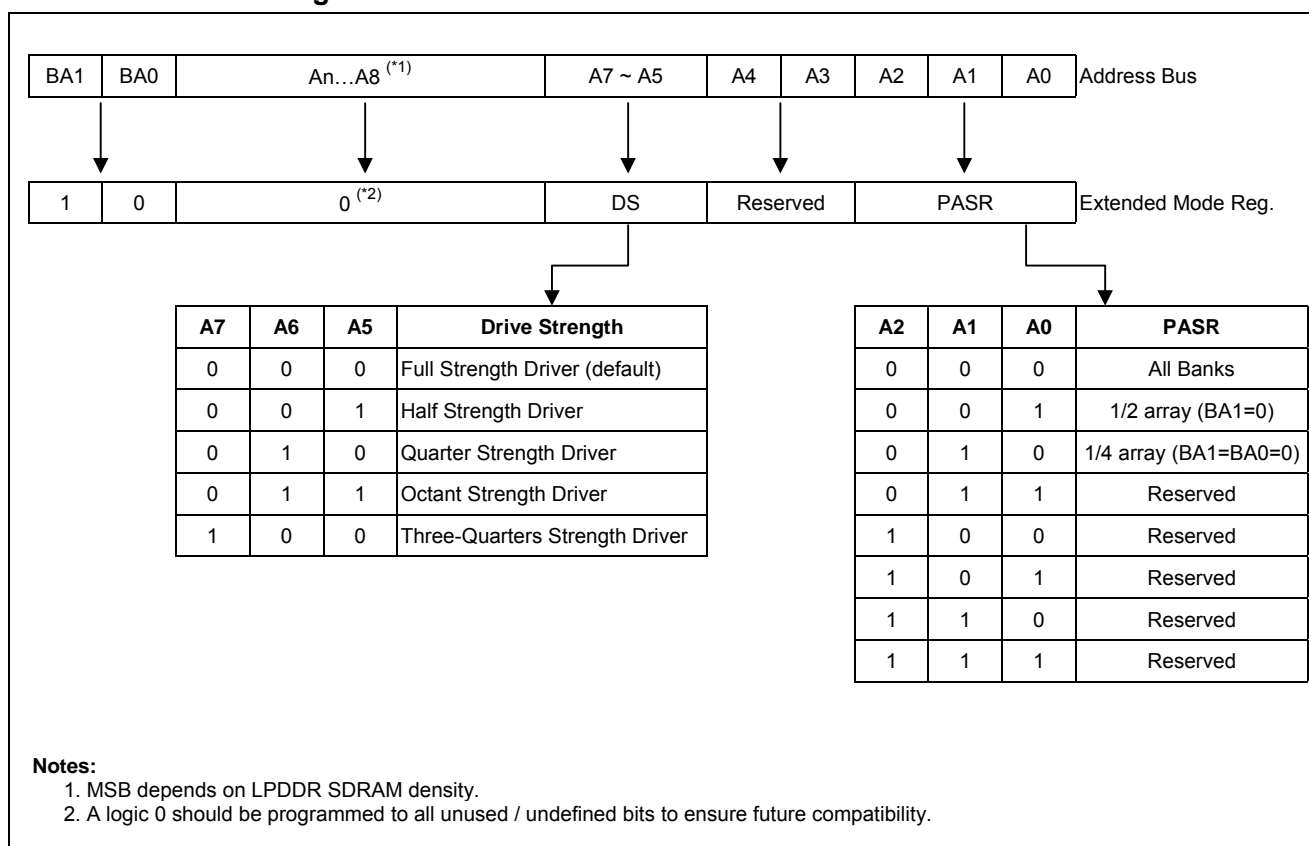 BA1 BA0 An…A8 (*1) A7 ~ A5 A4 A3 A2 A1 A0 Address Bus
1 0 0 (*2) DS Reserved PASR Extended Mode Reg.
A7 A6 A5 Drive Strength
0 0 0 Full Strength Driver (default)
0 0 1 Half Strength Driver
0 1 0 Quarter Strength Driver
0 1 1 Octant Strength Driver
1 0 0 Three-Quarters Strength Driver
A2 A1 A0 PASR
0 0 0 All Banks
0 0 1 1/2 array (BA1=0)
0 1 0 1/4 array (BA1=BA0=0)
0 1 1 Reserved
1 0 0 Reserved
1 0 1 Reserved
1 1 0 Reserved
1 1 1 Reserved
Notes:
1. MSB depends on LPDDR SDRAM density.
2. A logic 0 should be programmed to all unused / undefined bits to ensure future compatibility.